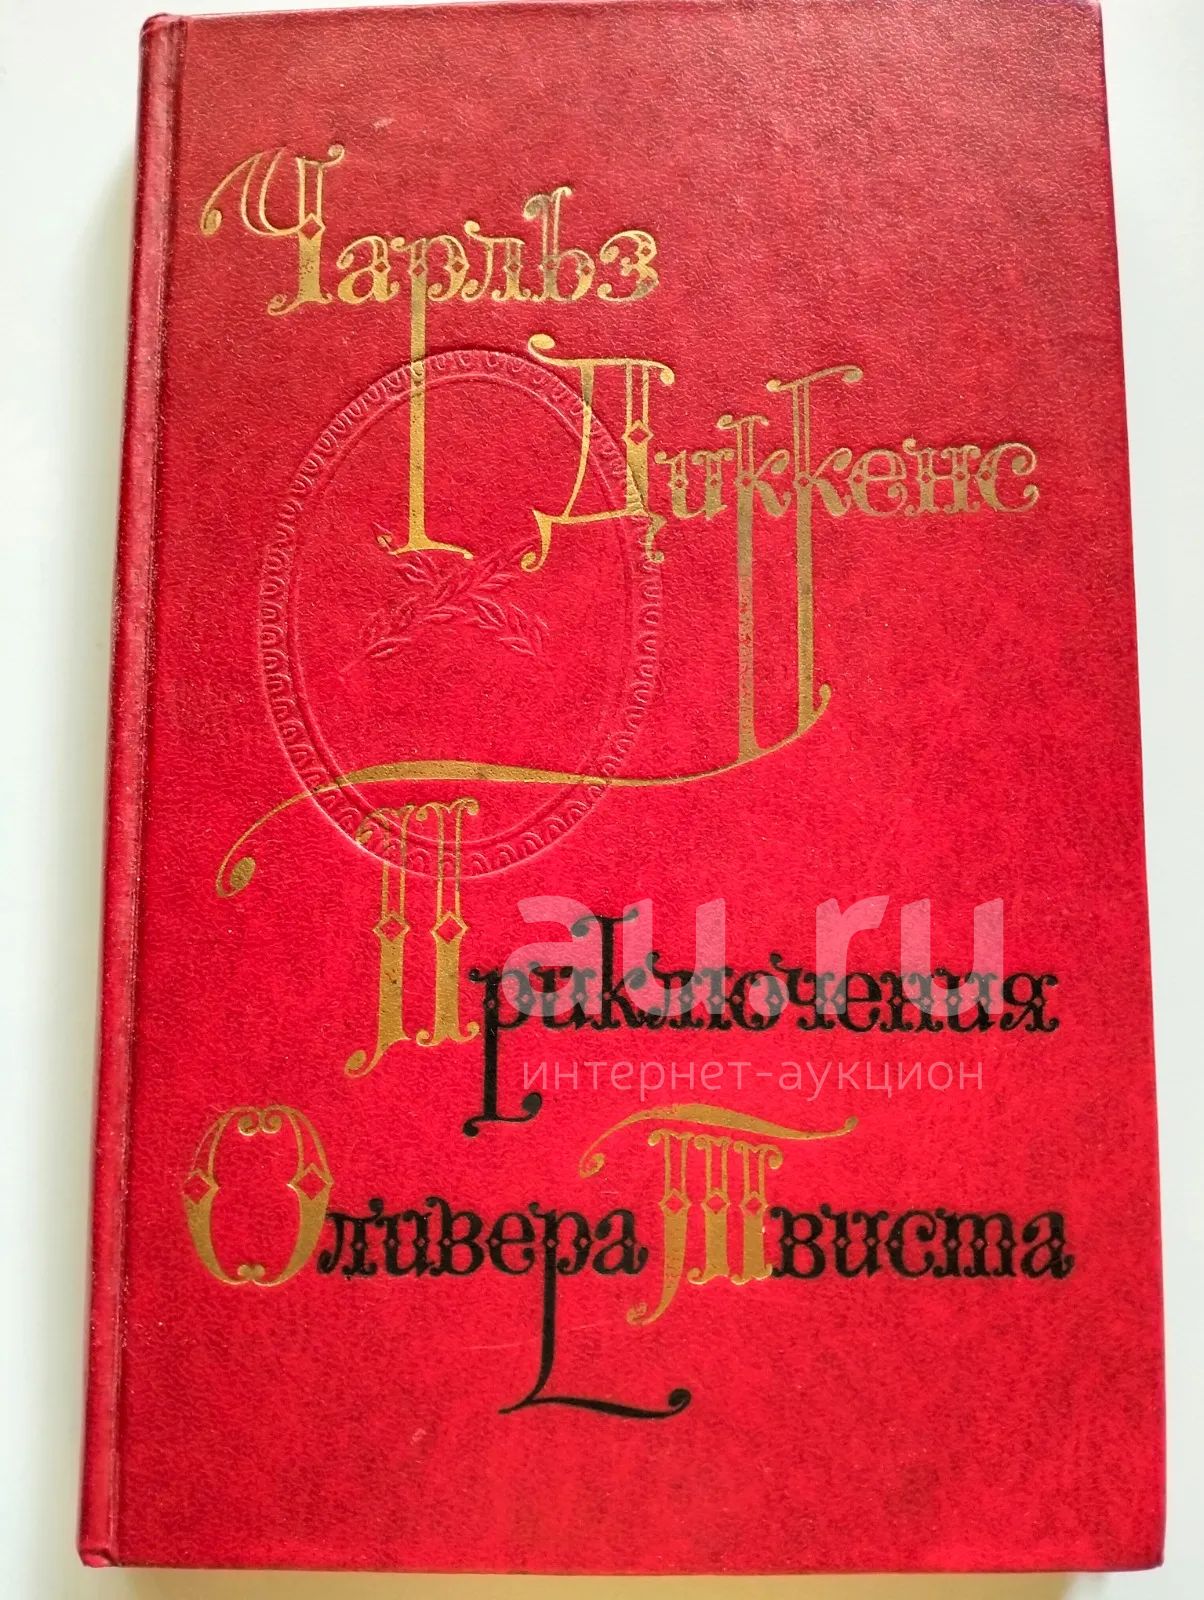 Чарльз
Диккенс
Приключения
Оливера Твиста
au.ru
интернет-аукцион